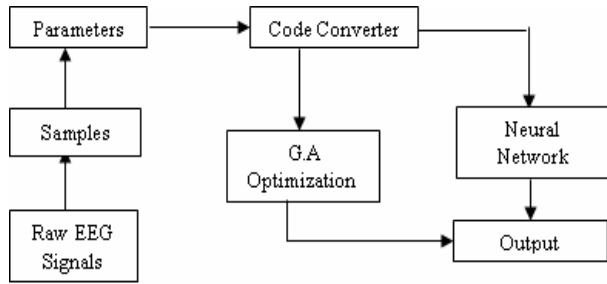 Parameters
Code Converter
Samples
G.A
Optimization
Neural
Network
Raw EEG
Signals
Output